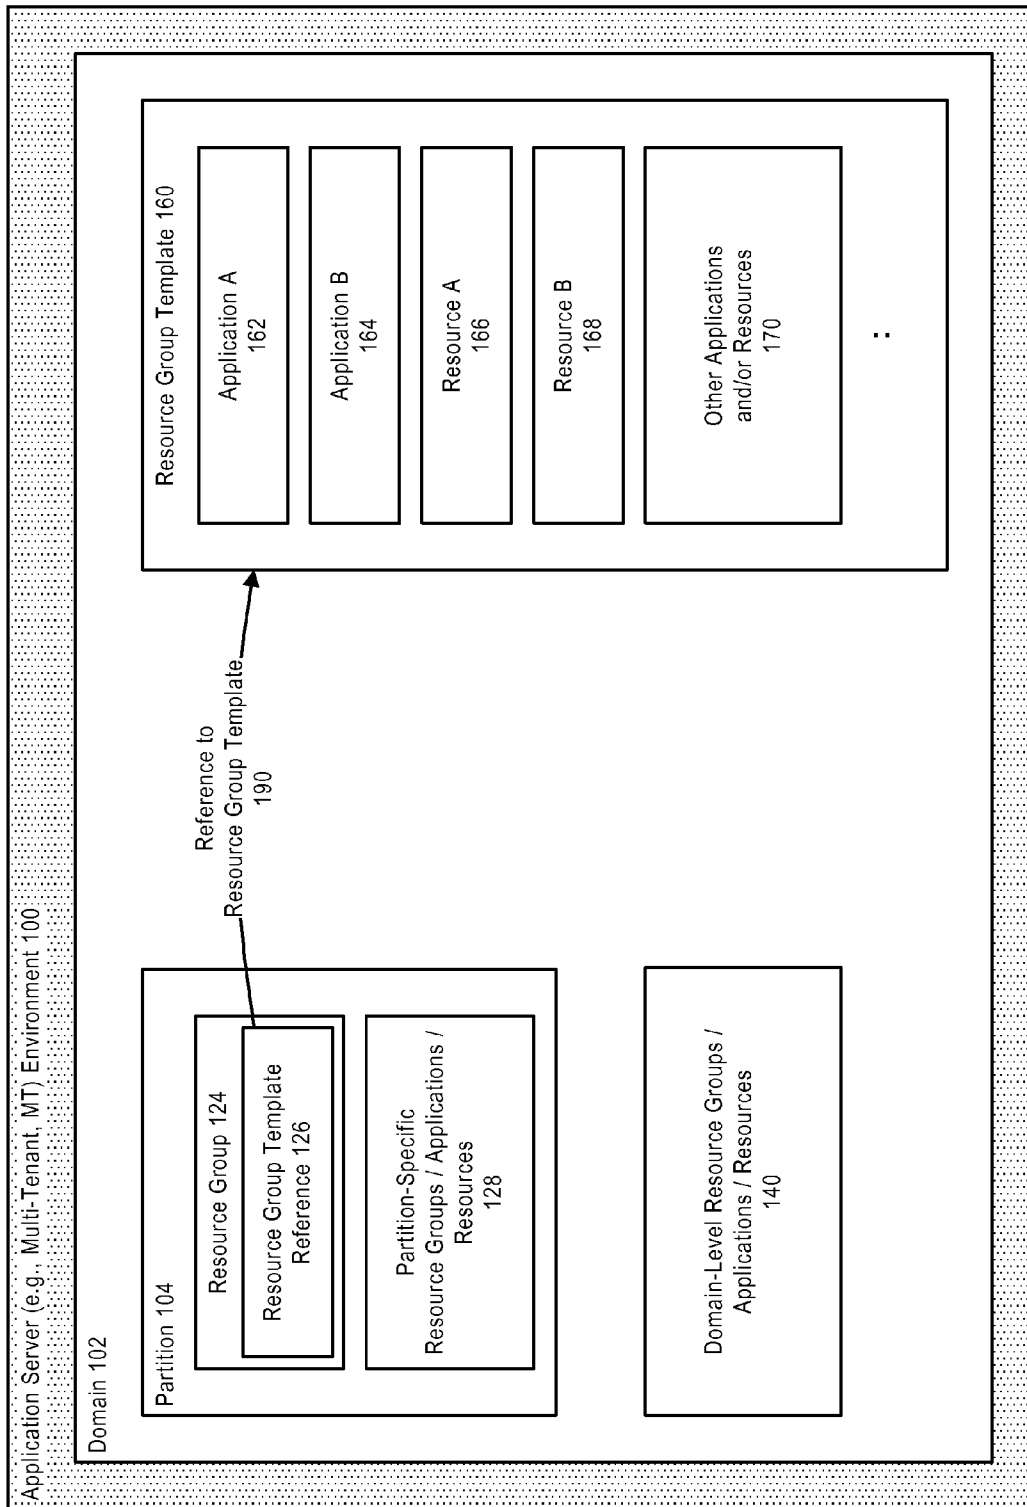 Application Server (e.g., Multi-Tenant, MT) Environment 100
Domain 102
Partition 104
Resource Group 124
Resource Group Template
Reference 126
Partition-Specific
Resource Groups / Applications /
Resources
128
Domain-Level Resource Groups /
Applications / Resources
140
Reference to
Resource Group Template
190
Resource Group Template 160
Application A
162
Application B
164
Resource A
166
Resource B
168
Other Applications
and/or Resources
170
: